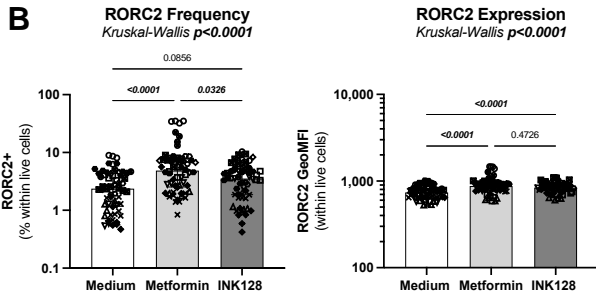 B
RORC2 Frequency
Kruskal-Wallis p<0.0001
0.0856
<0.0001
0.0326
RORC2+
(% within live cells)
100
10
1
0.1
Medium
Metformin
INK128
RORC2 Expression
Kruskal-Wallis p<0.0001
<0.0001
<0.0001
0.4726
RORC2 GeoMFI
(within live cells)
10,000
1,000
100
Medium
Metformin
INK128